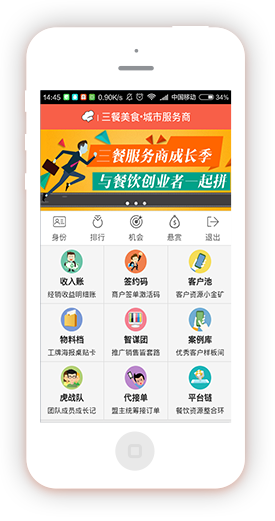 14:45 0.90K/s 中国移动 34%
三餐美食·城市服务商
三餐服务商成长季
与餐饮创业者一起拼
身份 排行 机会 悬赏 退出
收入账 签约码 客户池
经销收益明细账 商户签单激活码 客户资源小金矿
物料档 智谋团 案例库
工牌海报桌贴卡 推广销售皆套路 优秀客户样板间
虎战队 代接单 平台链
团队成员成长记 盟主统筹接订单 餐饮资源整合环